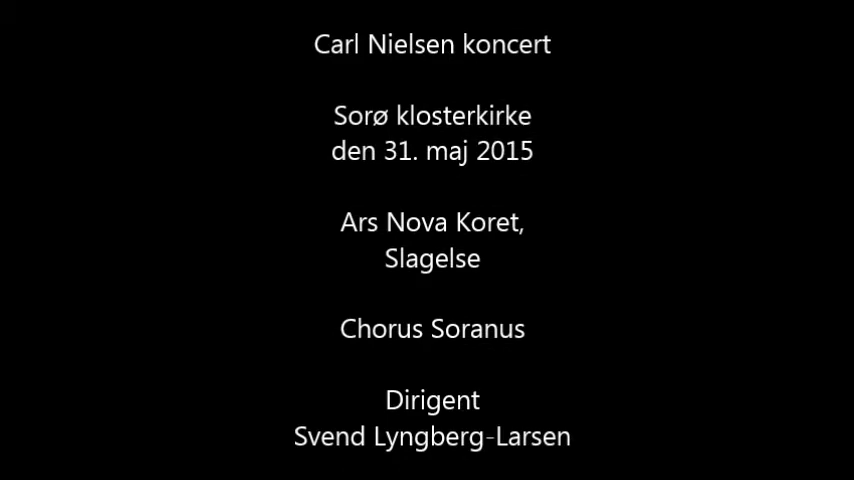 Carl Nielsen koncert
Sorø klosterkirke
den 31. maj 2015
Ars Nova Koret,
Slagelse
Chorus Soranus
Dirigent
Svend Lyngberg-Larsen